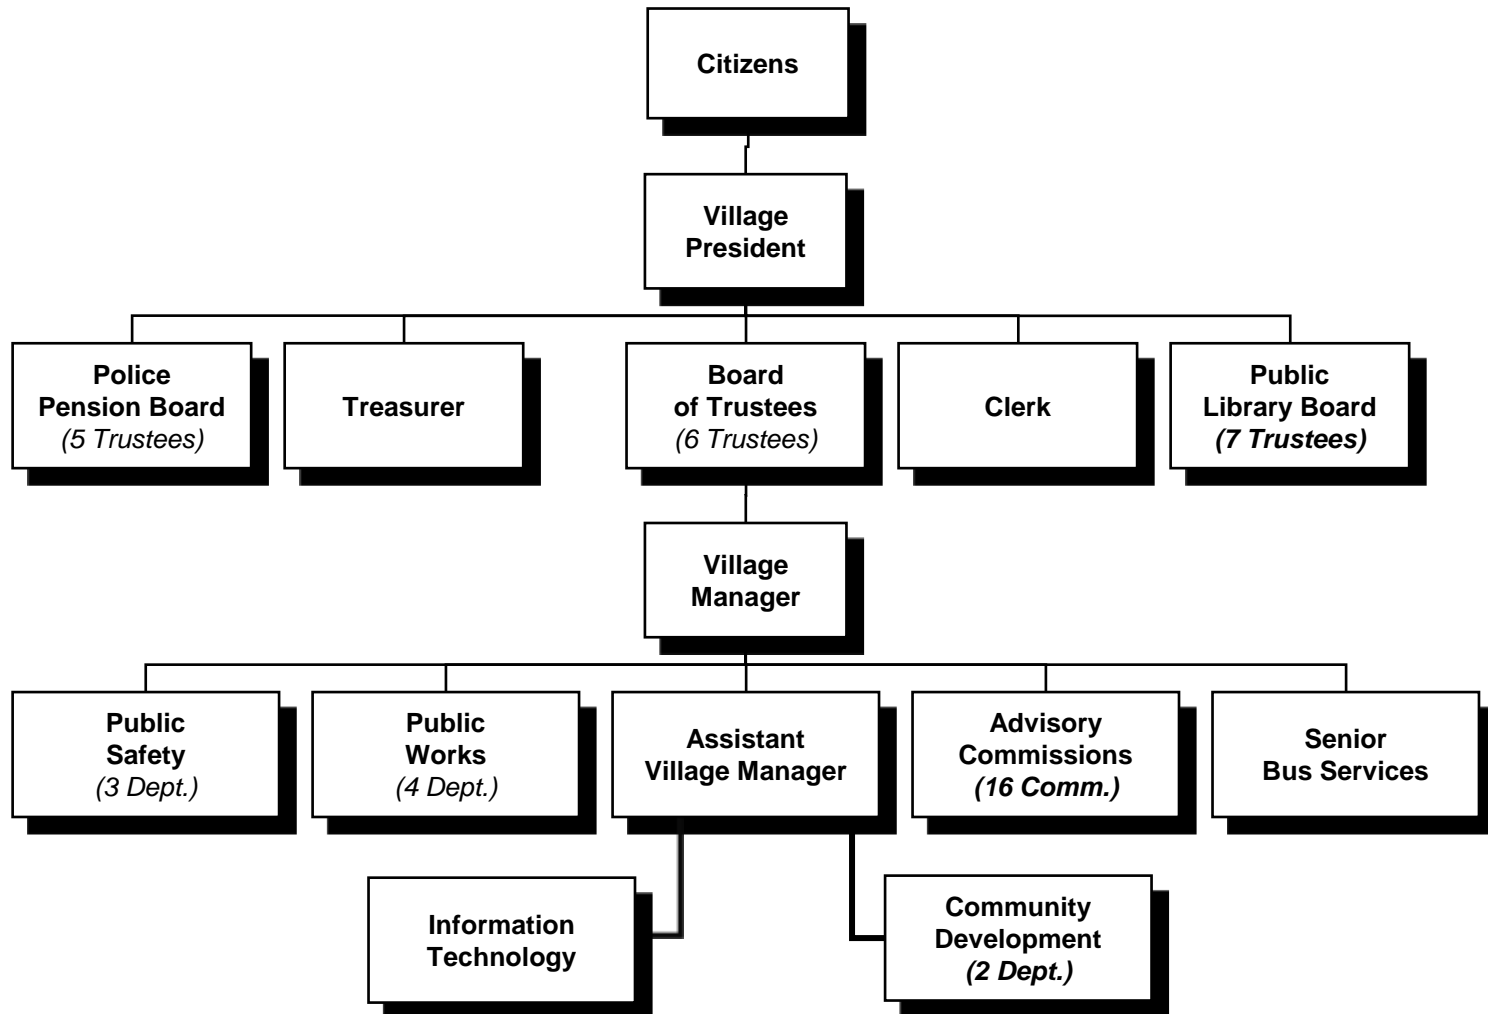 Citizens
Village
President
Police
Pension Board
(5 Trustees)
Treasurer
Board
of Trustees
(6 Trustees)
Clerk
Public
Library Board
(7 Trustees)
Village
Manager
Public
Safety
(3 Dept.)
Public
Works
(4 Dept.)
Assistant
Village Manager
Advisory
Commissions
(16 Comm.)
Senior
Bus Services
Information
Technology
Community
Development
(2 Dept.)